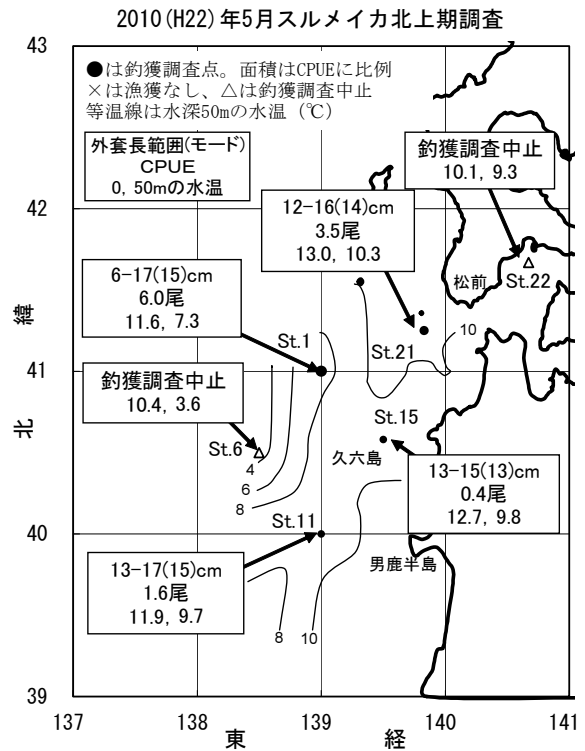 2010(H22)年5月スルメイカ北上期調査
43
●は釣獲調査点。面積はCPUEに比例
×は漁獲なし、△は釣獲調査中止
等温線は水深50mの水温（℃）
外套長範囲(モード)
CPUE
0, 50mの水温
釣獲調査中止
10.1, 9.3
42
12-16(14)cm
3.5尾
13.0, 10.3
松前
St.22
6-17(15)cm
6.0尾
11.6, 7.3
緯
St.1
St.21
10
41
釣獲調査中止
10.4, 3.6
北
St.6
4
6
8
St.15
久六島
13-15(13)cm
0.4尾
12.7, 9.8
St.11
40
13-17(15)cm
1.6尾
11.9, 9.7
男鹿半島
8
10
39
137
138
139
140
141
東 経